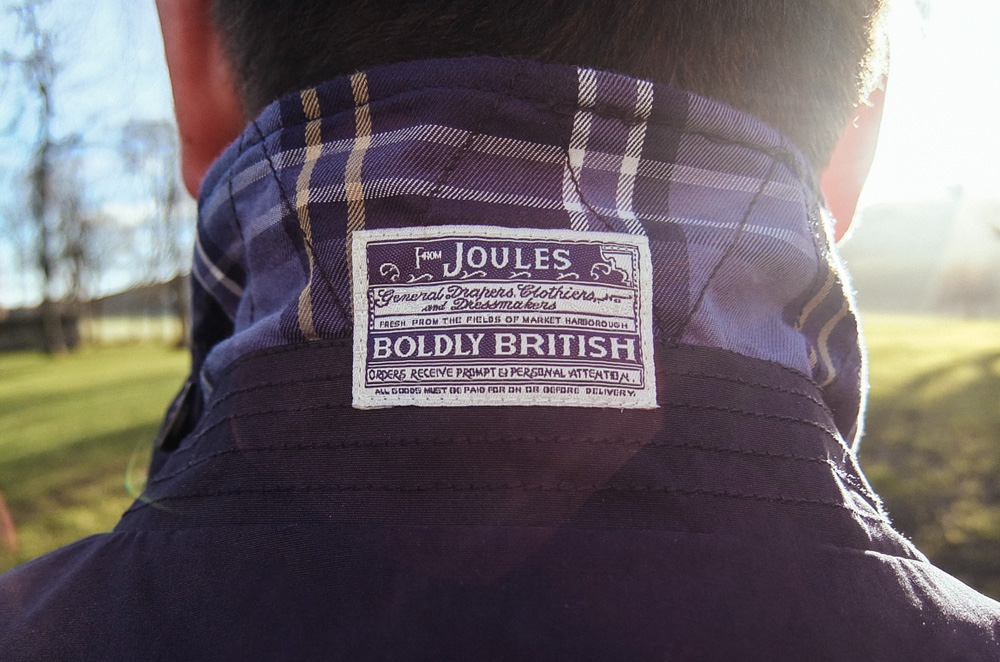 FROM JOULES
General Drapers, Clothiers,
and Dressmakers
FRESH FROM THE FIELDS OF MARKET HARBOROUGH
BOLDLY BRITISH
ORDERS RECEIVE PROMPT & PERSONAL ATTENTION.
ALL GOODS MUST BE PAID FOR ON OR BEFORE DELIVERY.